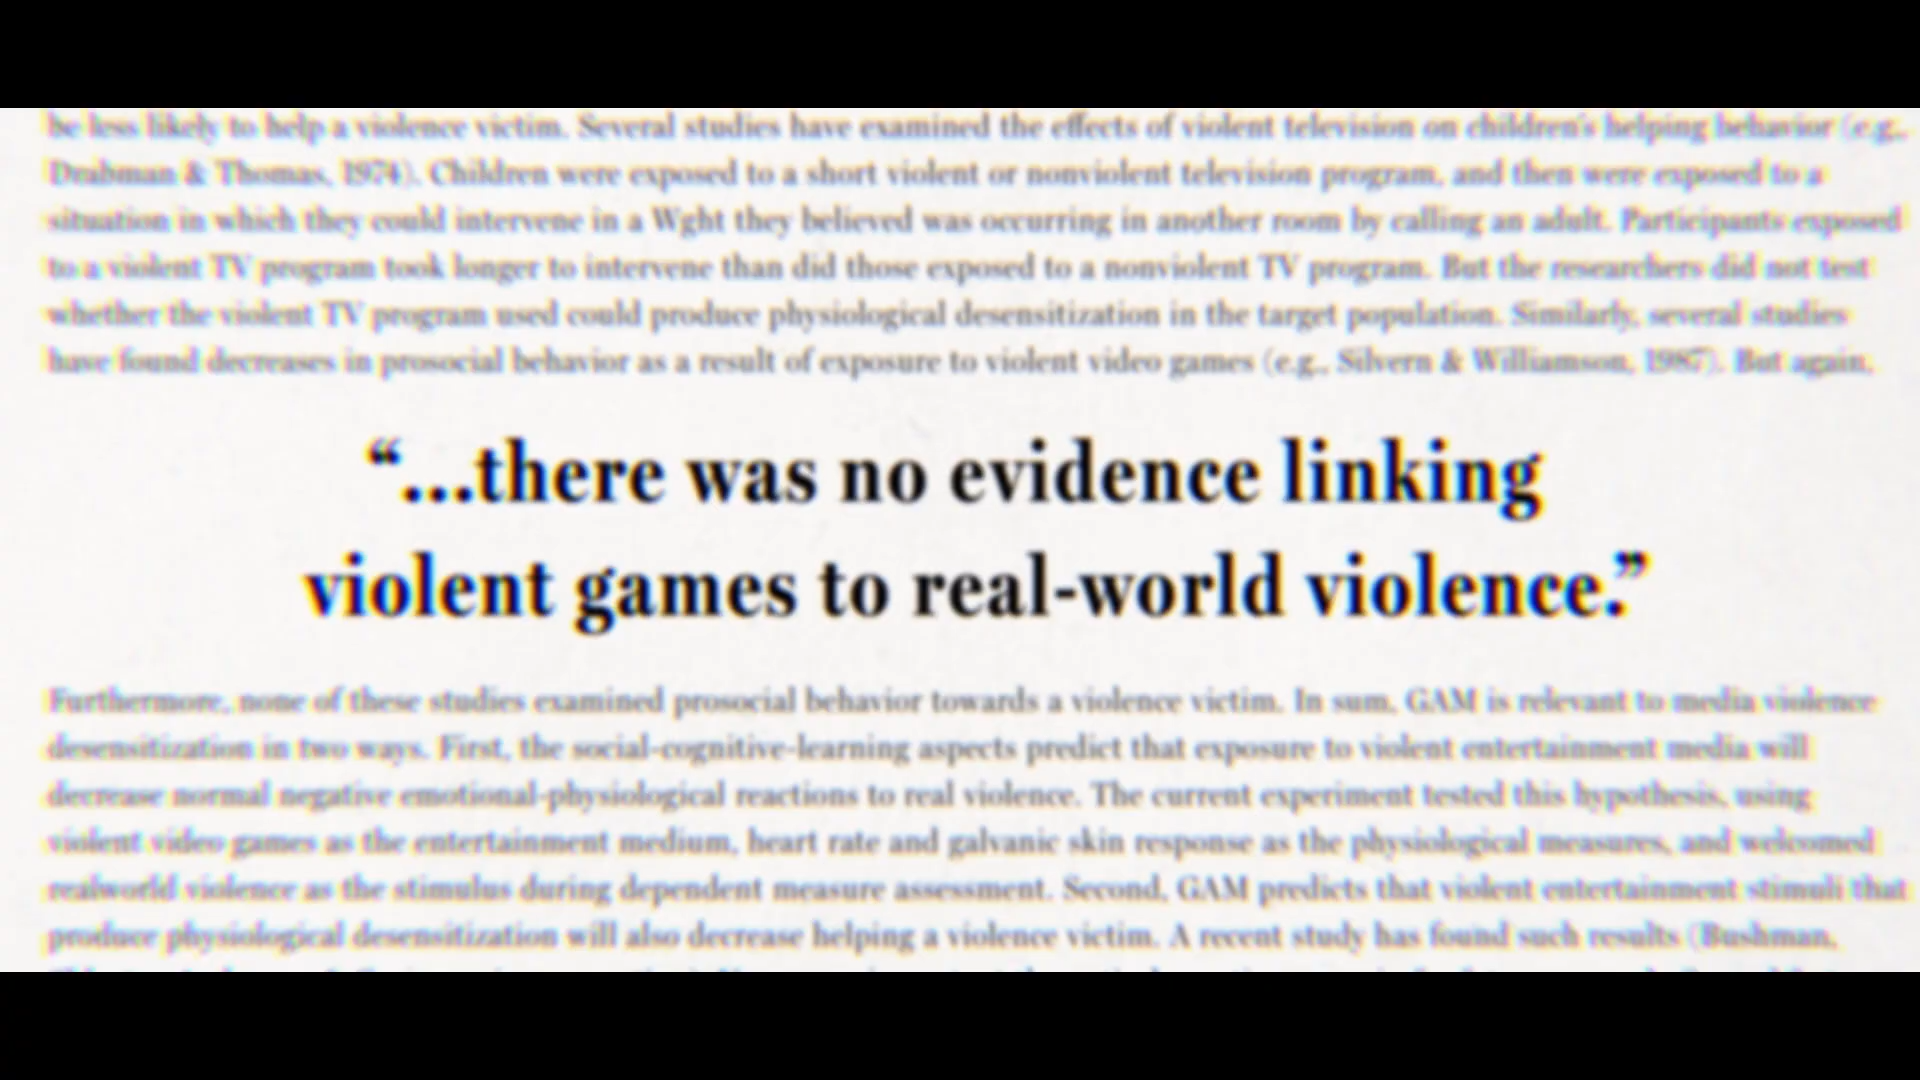 be less likely to help a violence victim. Several studies have examined the effects of violent television on children's helping behavior (e.g.,
Drabman & Thomas, 1974). Children were exposed to a short violent or nonviolent television program, and then were exposed to a
situation in which they could intervene in a Wght they believed was occurring in another room by calling an adult. Participants exposed
to a violent TV program took longer to intervene than did those exposed to a nonviolent TV program. But the researchers did not test
whether the violent TV program used could produce physiological desensitization in the target population. Similarly, several studies
have found decreases in prosocial behavior as a result of exposure to violent video games (e.g., Silvern & Williamson, 1987). But again,
“...there was no evidence linking
violent games to real-world violence.”
Furthermore, none of these studies examined prosocial behavior towards a violence victim. In sum, GAM is relevant to media violence
desensitization in two ways. First, the social-cognitive-learning aspects predict that exposure to violent entertainment media will
decrease normal negative emotional-physiological reactions to real violence. The current experiment tested this hypothesis, using
violent video games as the entertainment medium, heart rate and galvanic skin response as the physiological measures, and welcomed
realworld violence as the stimulus during dependent measure assessment. Second, GAM predicts that violent entertainment stimuli that
produce physiological desensitization will also decrease helping a violence victim. A recent study has found such results (Bushman,